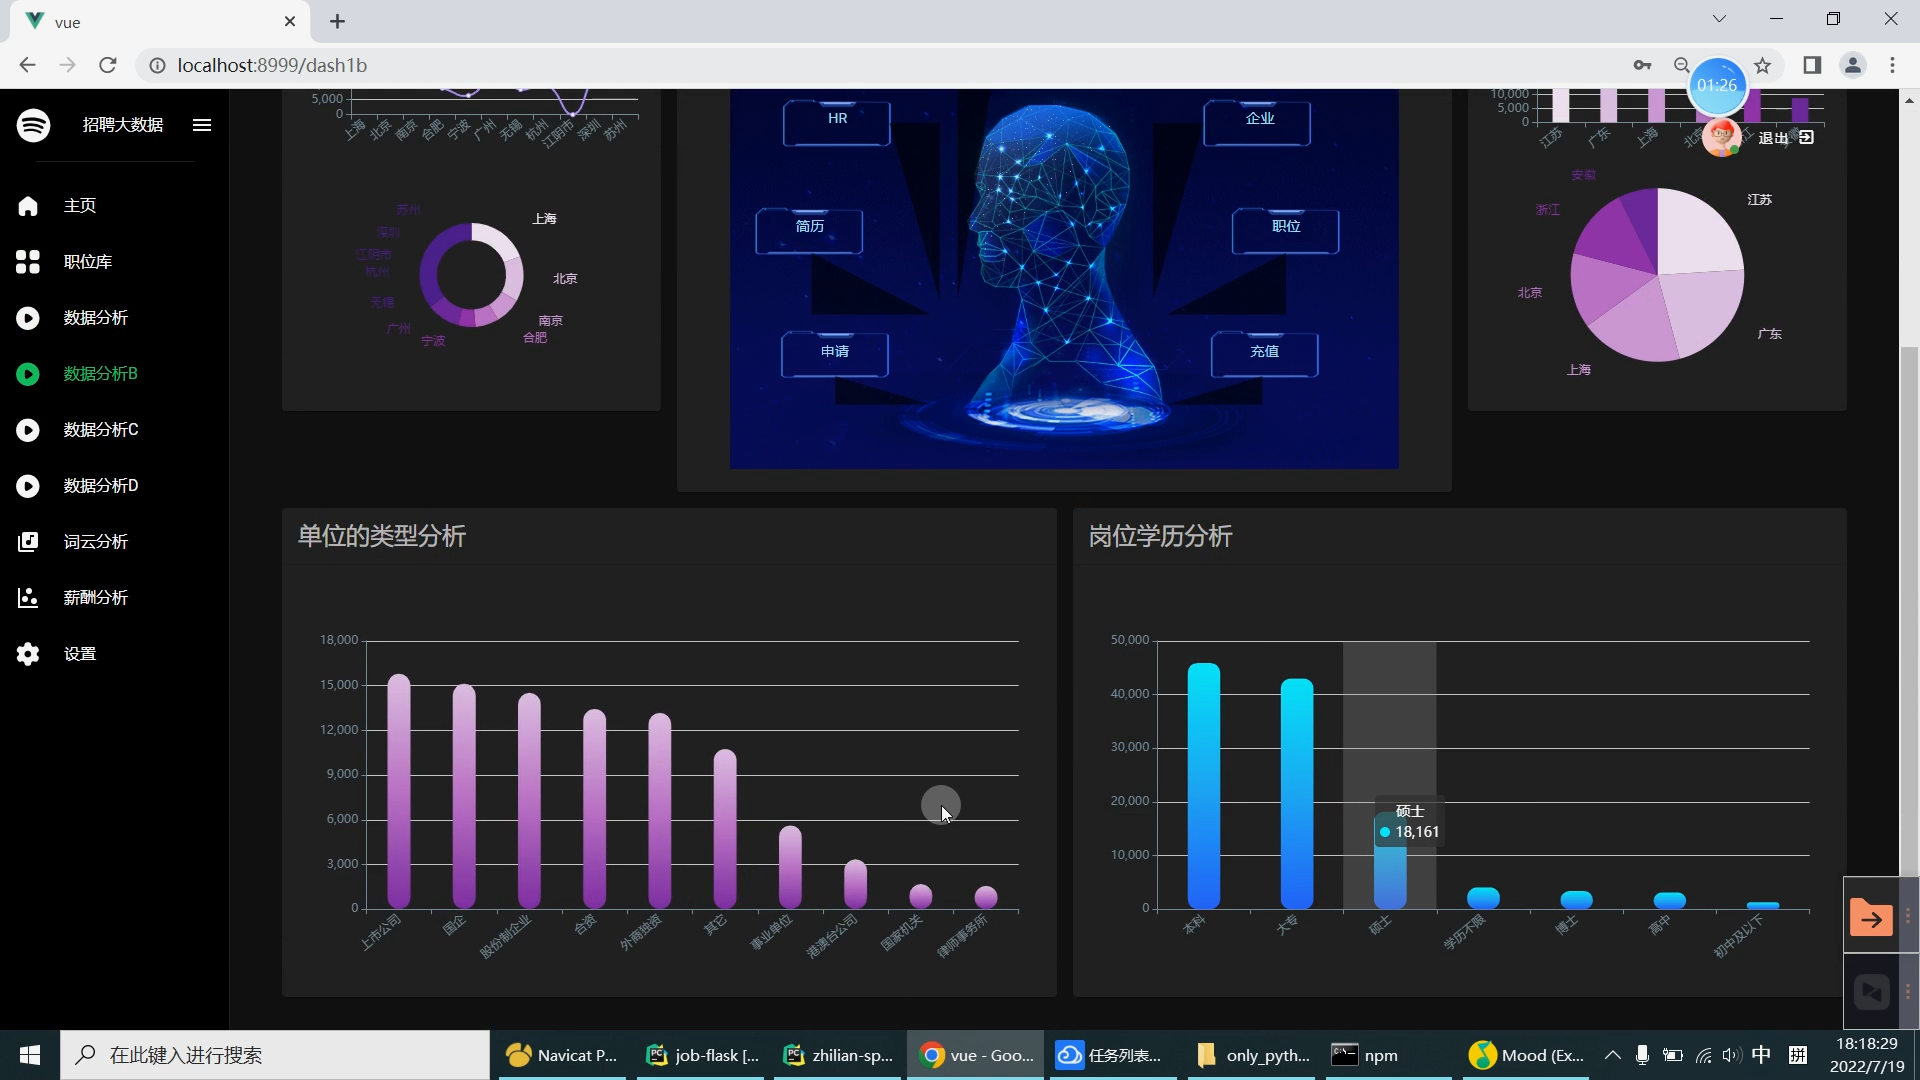 vue
localhost:8999/dash1b
01:26
招聘大数据
主页
职位库
数据分析
数据分析B
数据分析C
数据分析D
词云分析
薪酬分析
设置
退出
5,000
0
上海
北京
南京
合肥
宁波
广州
无锡
杭州
江阴市
深圳
苏州
苏州
深圳
江阴市
杭州
无锡
广州
宁波
合肥
南京
北京
上海
HR
简历
申请
企业
职位
充值
10,000
5,000
0
江苏
广东
上海
安徽
浙江
北京
上海
广东
江苏
单位的类型分析
18,000
15,000
12,000
9,000
6,000
3,000
0
上市公司
国企
股份制企业
合资
外商独资
其它
事业单位
港澳台公司
国家机关
律师事务所
岗位学历分析
50,000
40,000
30,000
20,000
10,000
0
硕士
18,161
本科
大专
硕士
学历不限
博士
高中
初中及以下
在此键入进行搜索
Navicat P...
job-flask [...
zhilian-sp...
vue - Goo...
任务列表...
only_pyth...
npm
Mood (Ex...
中
拼
18:18:29
2022/7/19